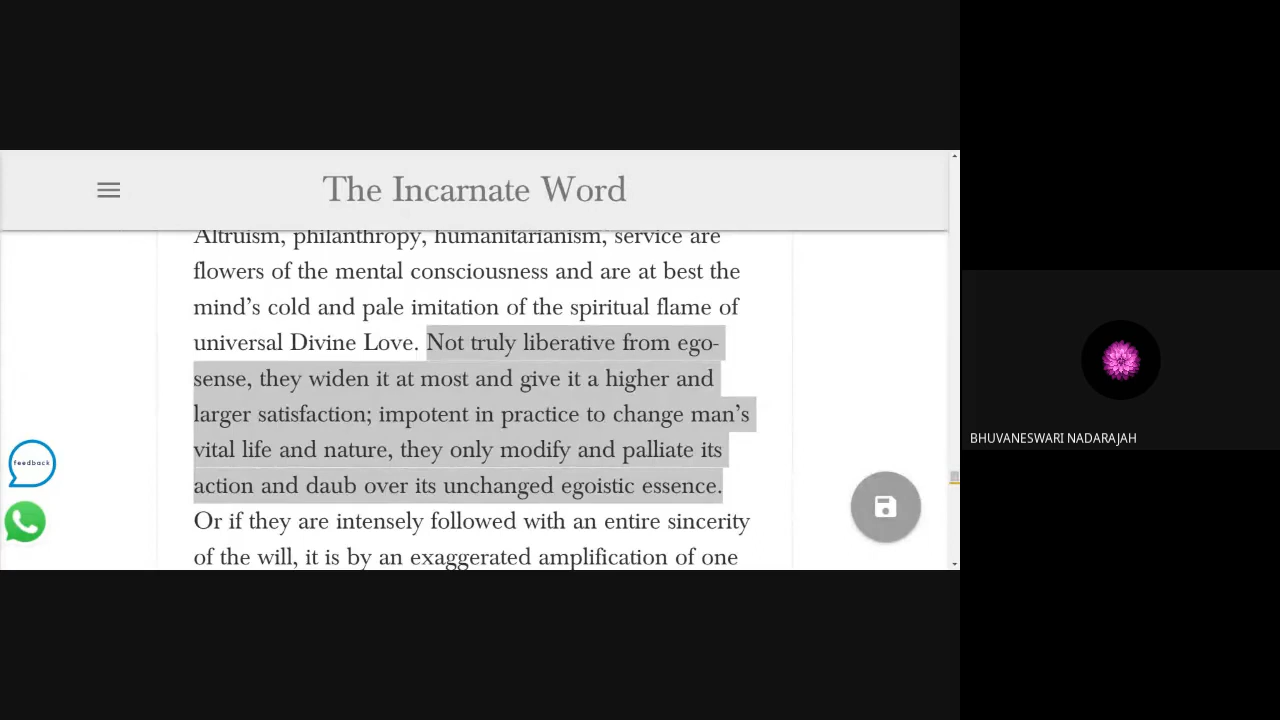 The Incarnate Word
Altruism, philanthropy, humanitarianism, service are
flowers of the mental consciousness and are at best the
mind’s cold and pale imitation of the spiritual flame of
universal Divine Love. Not truly liberative from ego-
sense, they widen it at most and give it a higher and
larger satisfaction; impotent in practice to change man’s
vital life and nature, they only modify and palliate its
action and daub over its unchanged egoistic essence.
Or if they are intensely followed with an entire sincerity
of the will, it is by an exaggerated amplification of one
feedback
BHUVANESWARI NADARAJAH